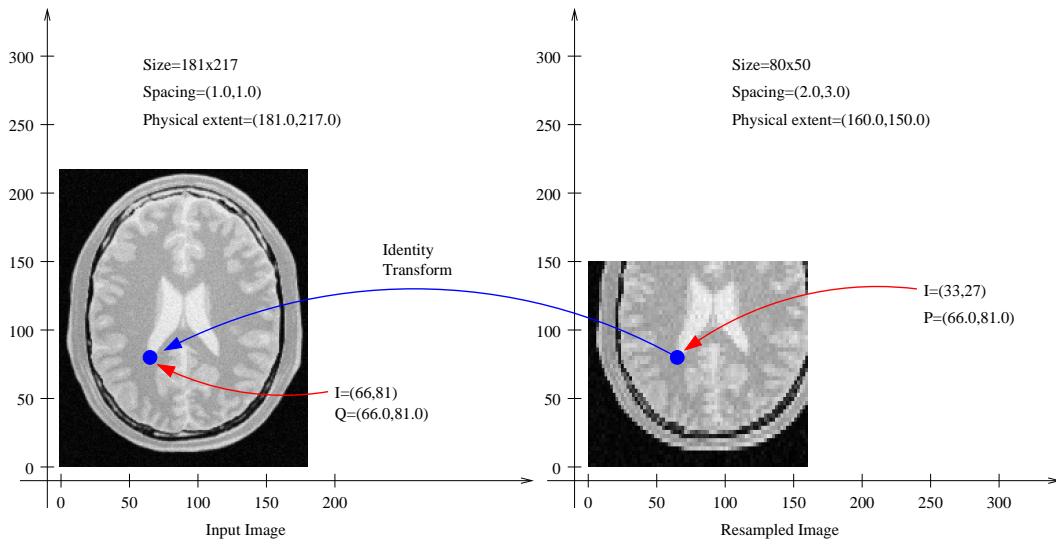 300
250
200
150
100
50
0
Size=181x217
Spacing=(1.0,1.0)
Physical extent=(181.0,217.0)
I=(66,81)
Q=(66.0,81.0)
0 50 100 150 200
Input Image
Identity
Transform
300
250
200
150
100
50
0
Size=80x50
Spacing=(2.0,3.0)
Physical extent=(160.0,150.0)
I=(33,27)
P=(66.0,81.0)
0 50 100 150 200 250 300
Resampled Image